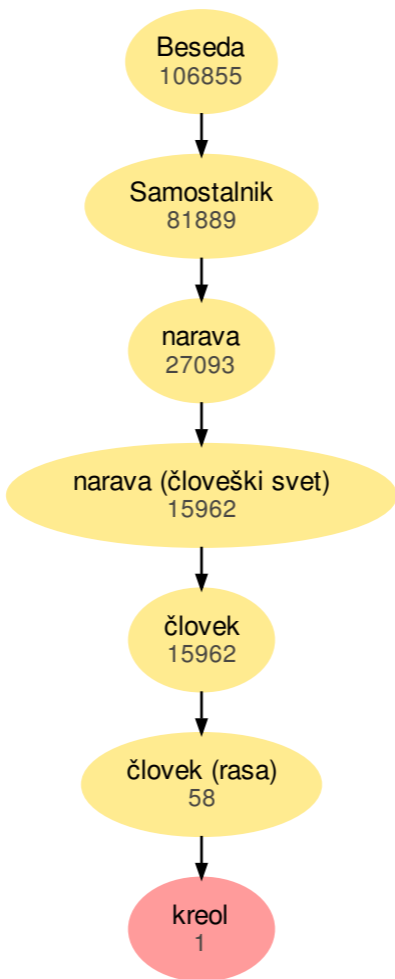 Beseda
106855
Samostalnik
81889
narava
27093
narava (človeški svet)
15962
človek
15962
človek (rasa)
58
kreol
1